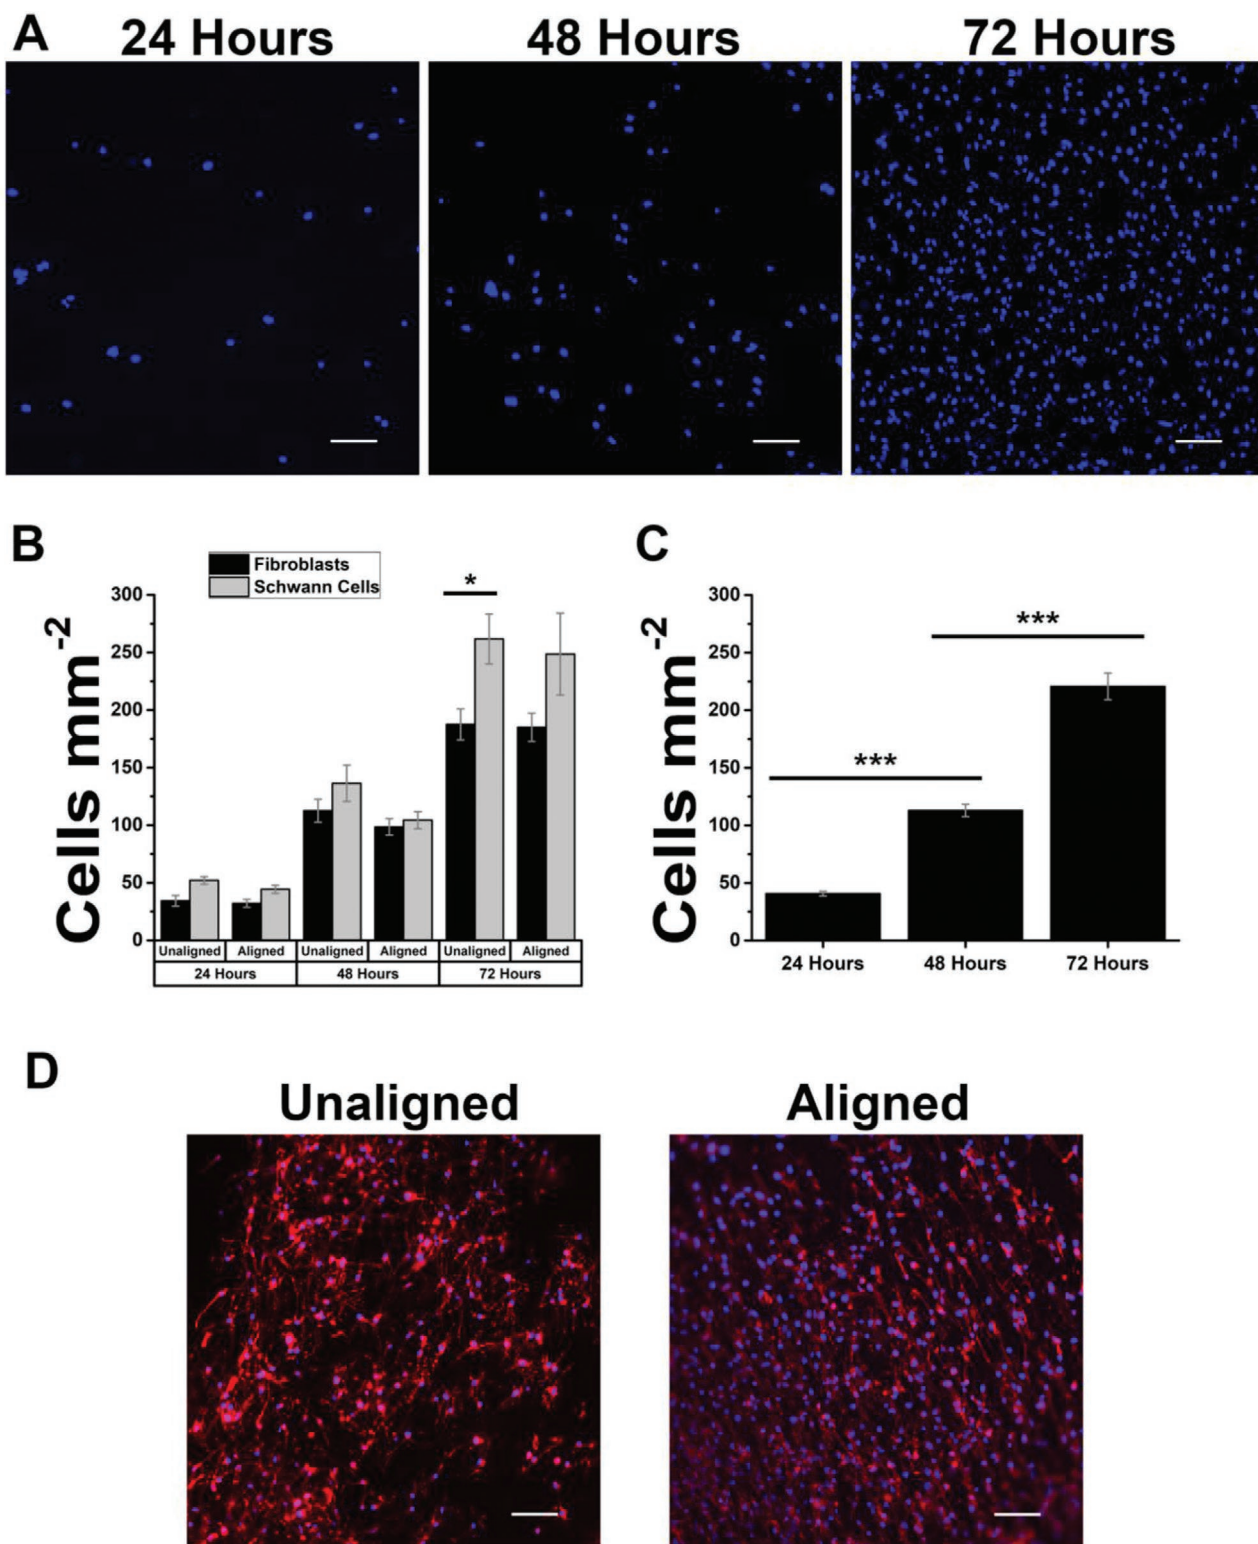 A 24 Hours 48 Hours 72 Hours
B
Fibroblasts
Schwann Cells
*
300
250
200
150
100
50
0
Cells mm-2
Unaligned Aligned Unaligned Aligned Unaligned Aligned
24 Hours 48 Hours 72 Hours
C
300
250
200
150
100
50
0
Cells mm-2
***
***
24 Hours 48 Hours 72 Hours
D
Unaligned Aligned